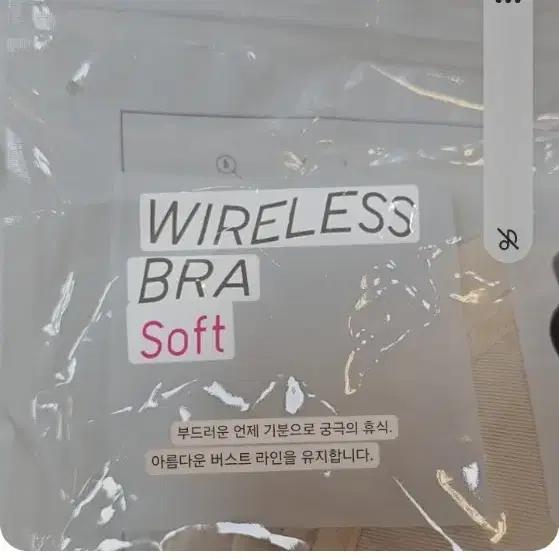 WIRELESS
BRA
Soft
부드러운 언제 기분으로 궁극의 휴식.
아름다운 버스트 라인을 유지합니다.